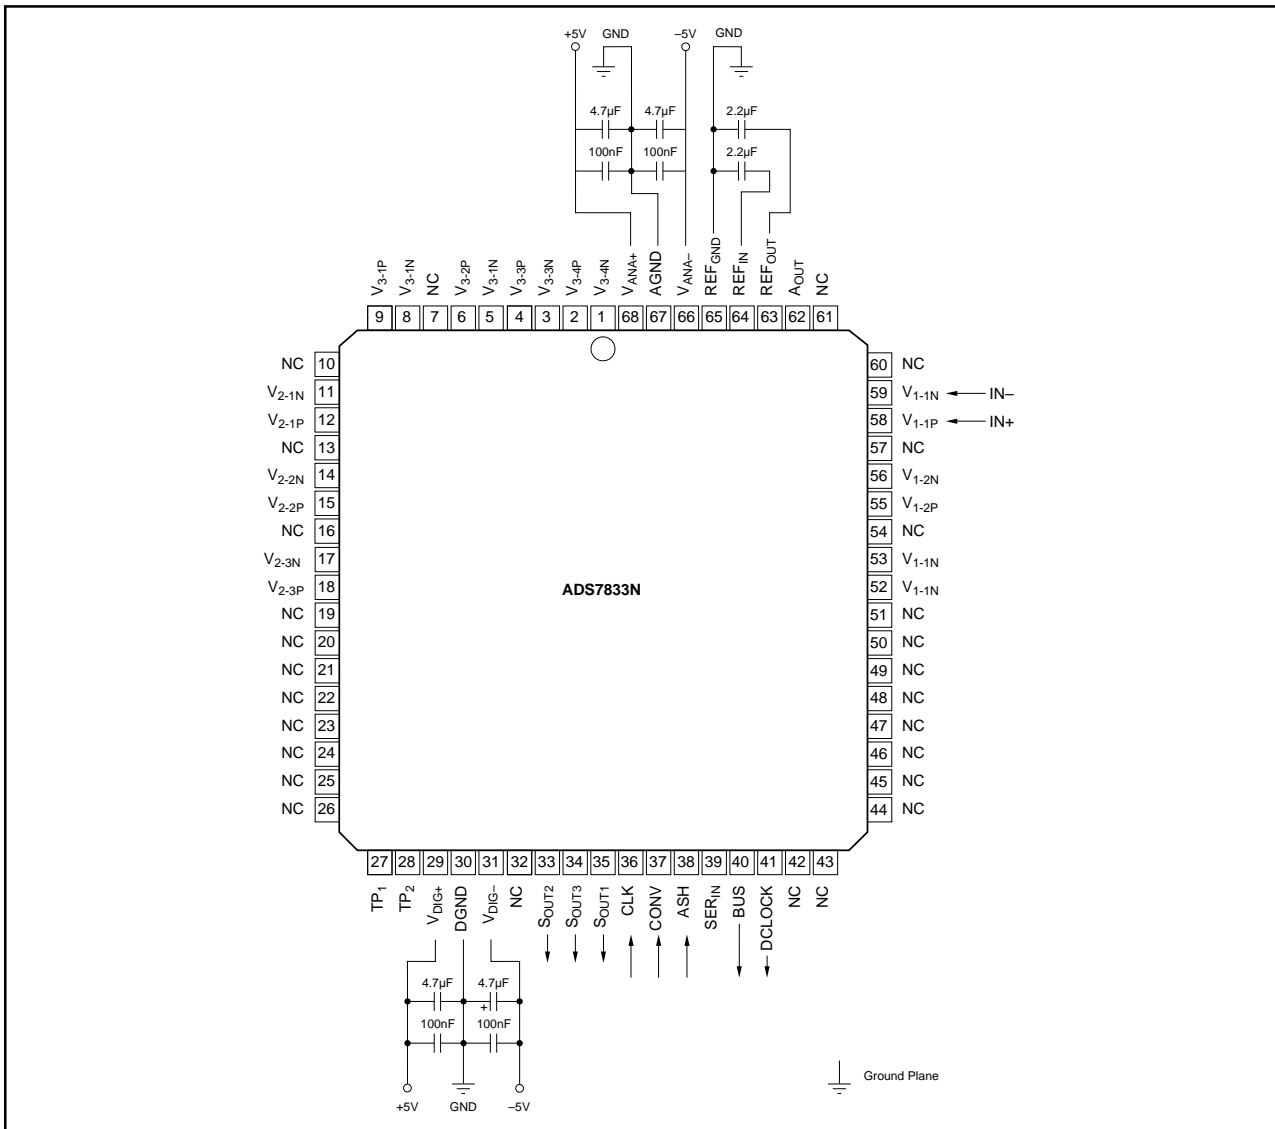 +5V GND –5V GND
4.7µF 4.7µF 2.2µF
100nF 100nF 2.2µF
V3-1P V3-1N NC V3-2P V3-1N V3-3P V3-3N V3-4P V3-4N VANA+ AGND VANA– REFGND REFIN REFOUT AOUT NC
9 8 7 6 5 4 3 2 1 68 67 66 65 64 63 62 61
NC 10
V2-1N 11
V2-1P 12
NC 13
V2-2N 14
V2-2P 15
NC 16
V2-3N 17
V2-3P 18
NC 19
NC 20
NC 21
NC 22
NC 23
NC 24
NC 25
NC 26
ADS7833N
60 NC
59 V1-1N IN–
58 V1-1P IN+
57 NC
56 V1-2N
55 V1-2P
54 NC
53 V1-1N
52 V1-1N
51 NC
50 NC
49 NC
48 NC
47 NC
46 NC
45 NC
44 NC
27 28 29 30 31 32 33 34 35 36 37 38 39 40 41 42 43
TP1 TP2 VDIG+ DGND VDIG– NC SOUT2 SOUT3 SOUT1 CLK CONV ASH SERIN BUS DCLOCK NC NC
4.7µF 4.7µF
+
100nF 100nF
+5V GND –5V
Ground Plane